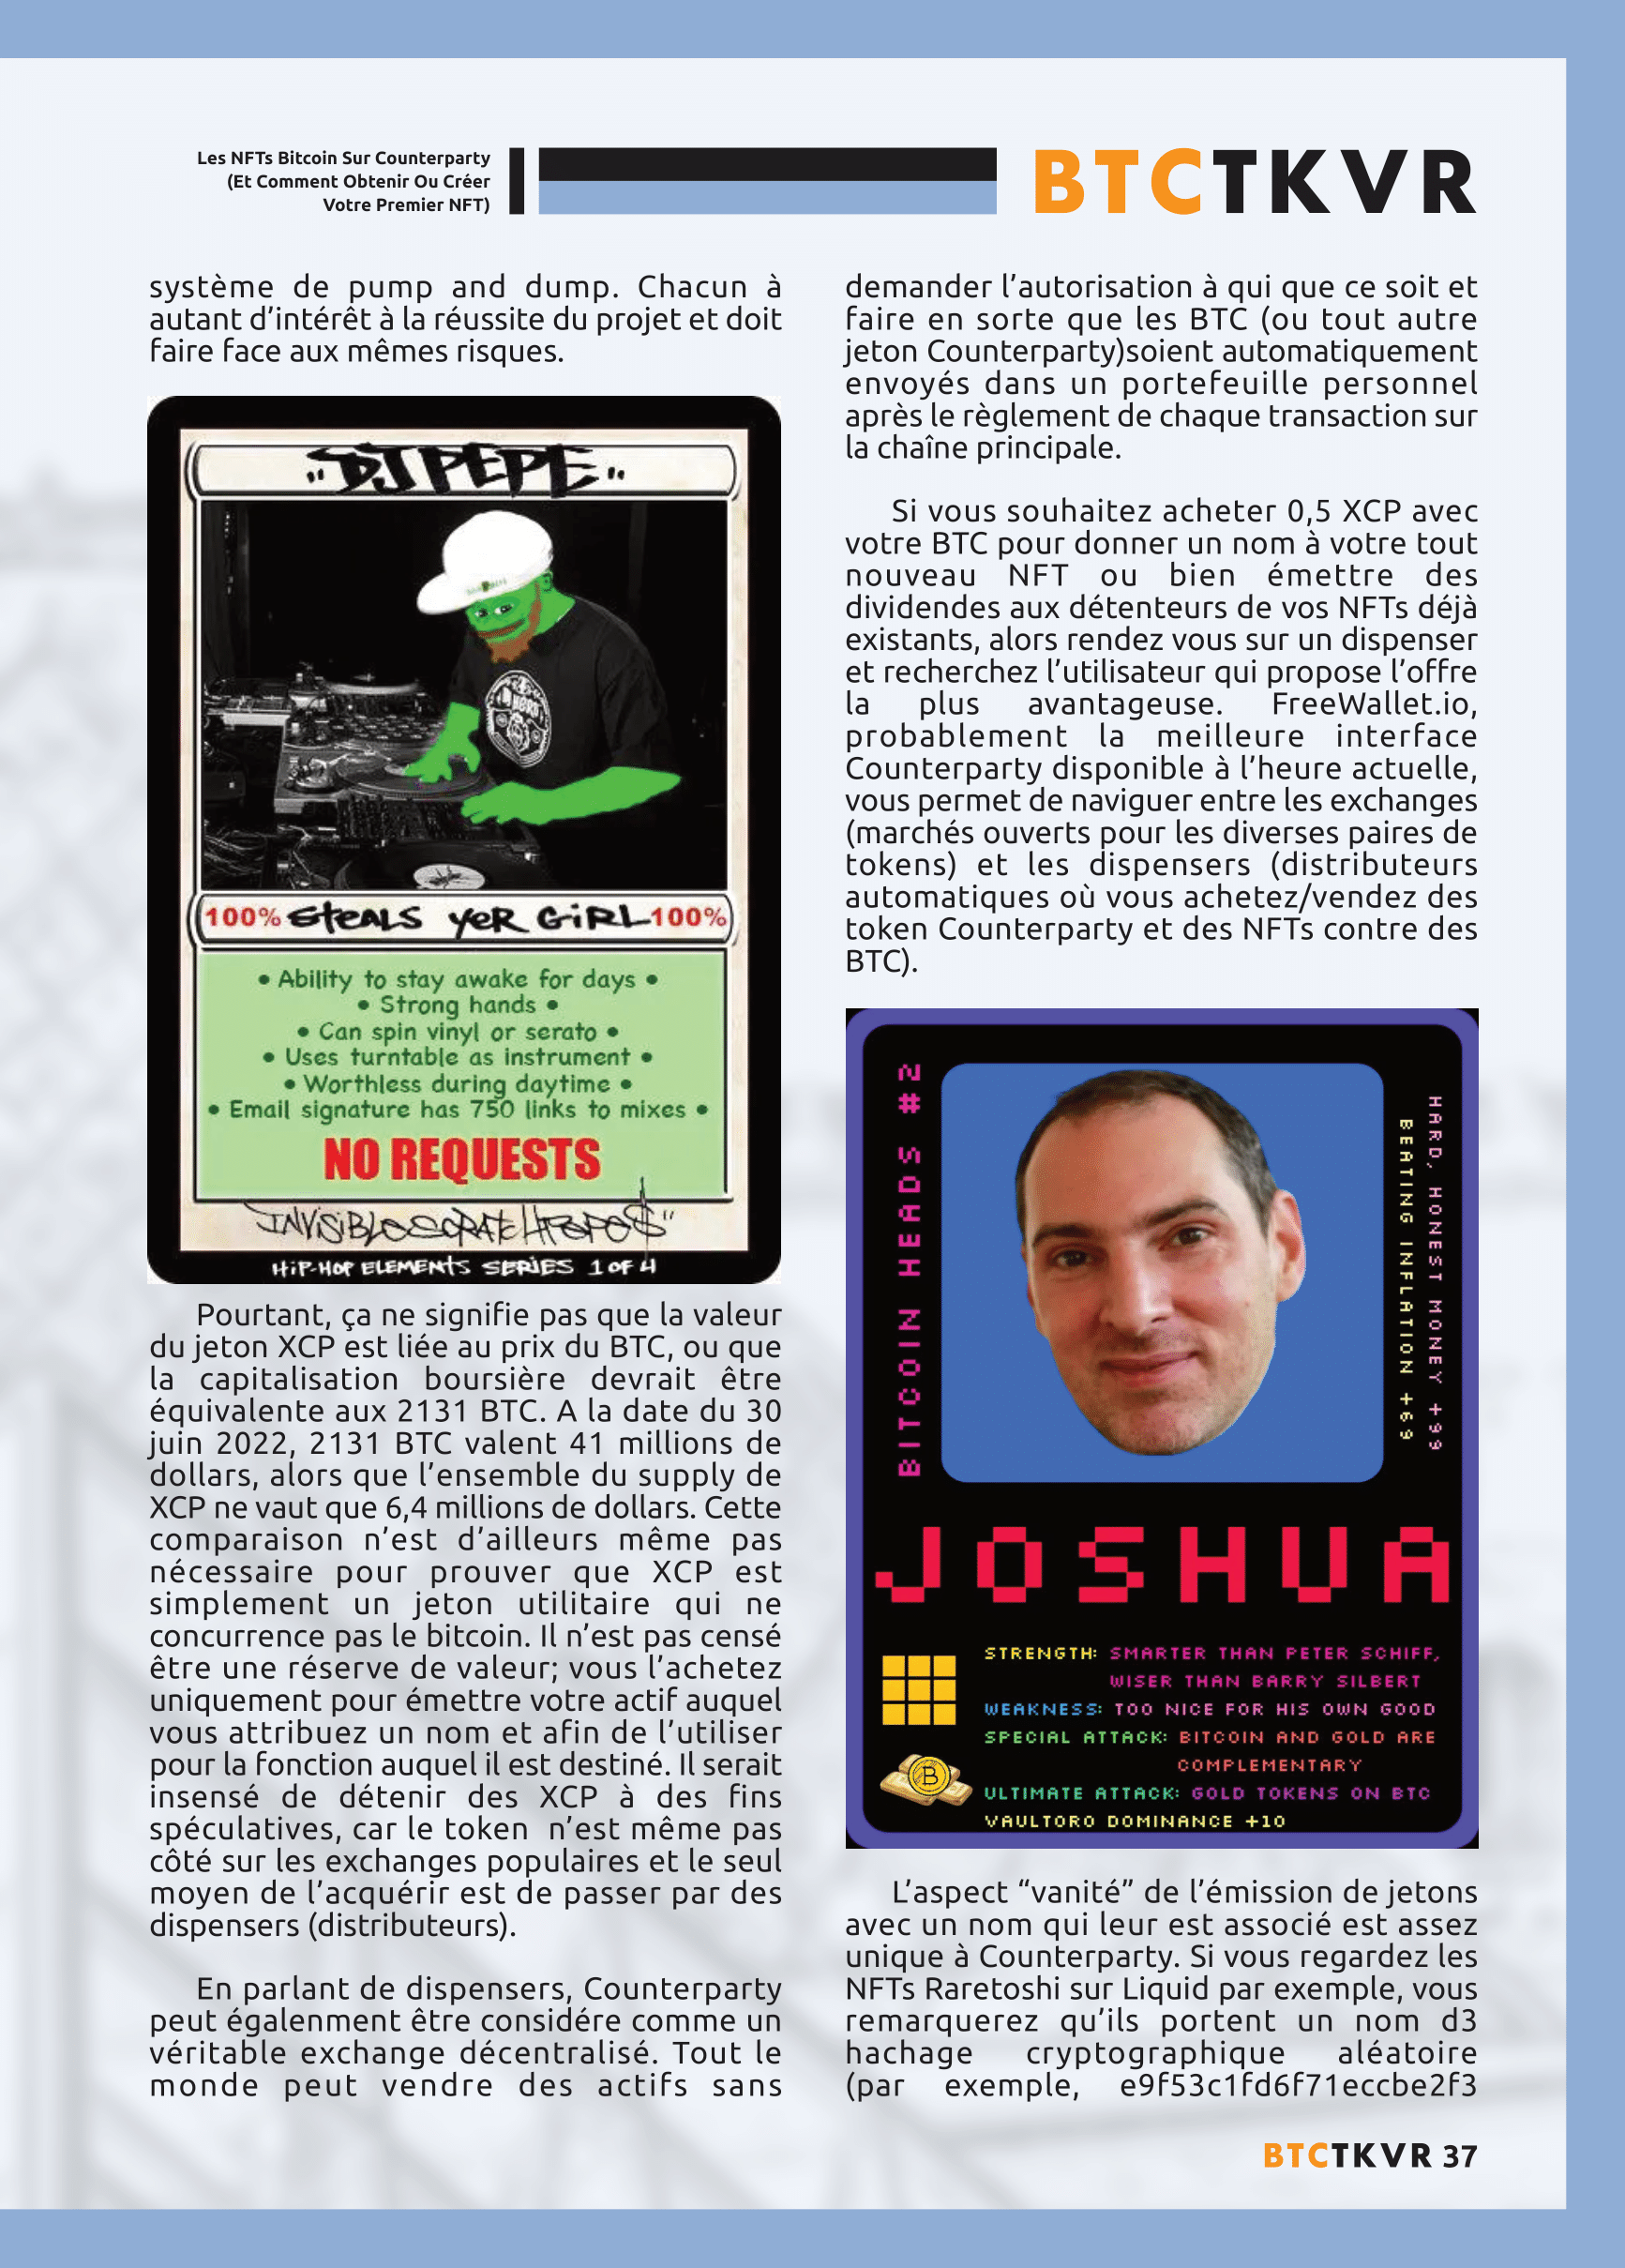 Les NFTs Bitcoin Sur Counterparty
(Et Comment Obtenir Ou Créer
Votre Premier NFT)
BTCTKVR
système de pump and dump. Chacun à
autant d’intérêt à la réussite du projet et doit
faire face aux mêmes risques.
"DJ PEPE"
100% STEALS YER GiRL 100%
• Ability to stay awake for days •
• Strong hands •
• Can spin vinyl or serato •
• Uses turntable as instrument •
• Worthless during daytime •
• Email signature has 750 links to mixes •
NO REQUESTS
HiP-HOP ELEMENTS SERIES 1 OF 4
Pourtant, ça ne signifie pas que la valeur
du jeton XCP est liée au prix du BTC, ou que
la capitalisation boursière devrait être
équivalente aux 2131 BTC. A la date du 30
juin 2022, 2131 BTC valent 41 millions de
dollars, alors que l’ensemble du supply de
XCP ne vaut que 6,4 millions de dollars. Cette
comparaison n’est d’ailleurs même pas
nécessaire pour prouver que XCP est
simplement un jeton utilitaire qui ne
concurrence pas le bitcoin. Il n’est pas censé
être une réserve de valeur; vous l’achetez
uniquement pour émettre votre actif auquel
vous attribuez un nom et afin de l’utiliser
pour la fonction auquel il est destiné. Il serait
insensé de détenir des XCP à des fins
spéculatives, car le token n’est même pas
côté sur les exchanges populaires et le seul
moyen de l’acquérir est de passer par des
dispensers (distributeurs).
En parlant de dispensers, Counterparty
peut égalenment être considére comme un
véritable exchange décentralisé. Tout le
monde peut vendre des actifs sans
demander l’autorisation à qui que ce soit et
faire en sorte que les BTC (ou tout autre
jeton Counterparty)soient automatiquement
envoyés dans un portefeuille personnel
après le règlement de chaque transaction sur
la chaîne principale.
Si vous souhaitez acheter 0,5 XCP avec
votre BTC pour donner un nom à votre tout
nouveau NFT ou bien émettre des
dividendes aux détenteurs de vos NFTs déjà
existants, alors rendez vous sur un dispenser
et recherchez l’utilisateur qui propose l’offre
la plus avantageuse. FreeWallet.io,
probablement la meilleure interface
Counterparty disponible à l’heure actuelle,
vous permet de naviguer entre les exchanges
(marchés ouverts pour les diverses paires de
tokens) et les dispensers (distributeurs
automatiques où vous achetez/vendez des
token Counterparty et des NFTs contre des
BTC).
BITCOIN HEADS #2
HARD, HONEST MONEY +99
BEATING INFLATION +69
JOSHUA
STRENGTH: SMARTER THAN PETER SCHIFF,
WISER THAN BARRY SILBERT
WEAKNESS: TOO NICE FOR HIS OWN GOOD
SPECIAL ATTACK: BITCOIN AND GOLD ARE
COMPLEMENTARY
ULTIMATE ATTACK: GOLD TOKENS ON BTC
VAULTORO DOMINANCE +10
L’aspect “vanité” de l’émission de jetons
avec un nom qui leur est associé est assez
unique à Counterparty. Si vous regardez les
NFTs Raretoshi sur Liquid par exemple, vous
remarquerez qu’ils portent un nom d3
hachage cryptographique aléatoire
(par exemple, e9f53c1fd6f71eccbe2f3
BTCTKVR 37